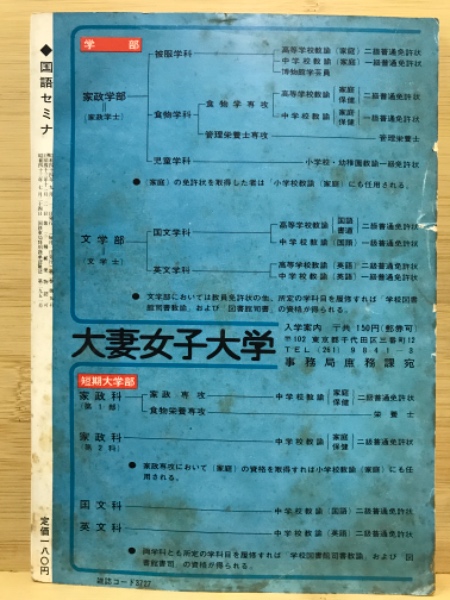 学部
被服学科
高等学校教諭（家庭）二級普通免許状
中学校教諭（家庭）一級普通免許状
博物館学芸員
家政学部
（家政学士）
食物学科
食物学専攻
高等学校教諭 家庭 保健 二級普通免許状
中学校教諭 家庭 保健 一級普通免許状
管理栄養士専攻
管理栄養士
児童学科
小学校・幼稚園教諭一級免許状
●（家庭）の免許状を取得した者は「小学校教諭（家庭）にも任用される。
文学部
（文学士）
国文学科
高等学校教諭 国語 書道 二級普通免許状
中学校教諭（国語）一級普通免許状
英文学科
高等学校教諭（英語）二級普通免許状
中学校教諭（英語）一級普通免許状
●文学部においては教員免許状の他、所定の学科目を履修すれば「学校図書
館司書教諭」および「図書館司書」の資格が得られる。
大妻女子大学
入学案内 〒共 150円（郵券可）
〒102 東京都千代田区三番町12
TEL（261）9841－3
事務局庶務課宛
短期大学部
家政科
（第1部）
家政専攻
中学校教諭 家庭 保健 二級普通免許状
食物栄養専攻
栄養士
家政科
（第2部）
中学校教諭 家庭 保健 二級普通免許状
●家政専攻において（家庭）の資格を取得すれば小学校教諭（家庭）にも任
用される。
国文科
中学校教諭（国語）二級普通免許状
英文科
中学校教諭（英語）二級普通免許状
●両学科とも所定の学科目を履修すれば「学校図書館司書教諭」および「図
書館司書」の資格が得られる。
雑誌コード3727
◆国語セミナ
定価一八〇円